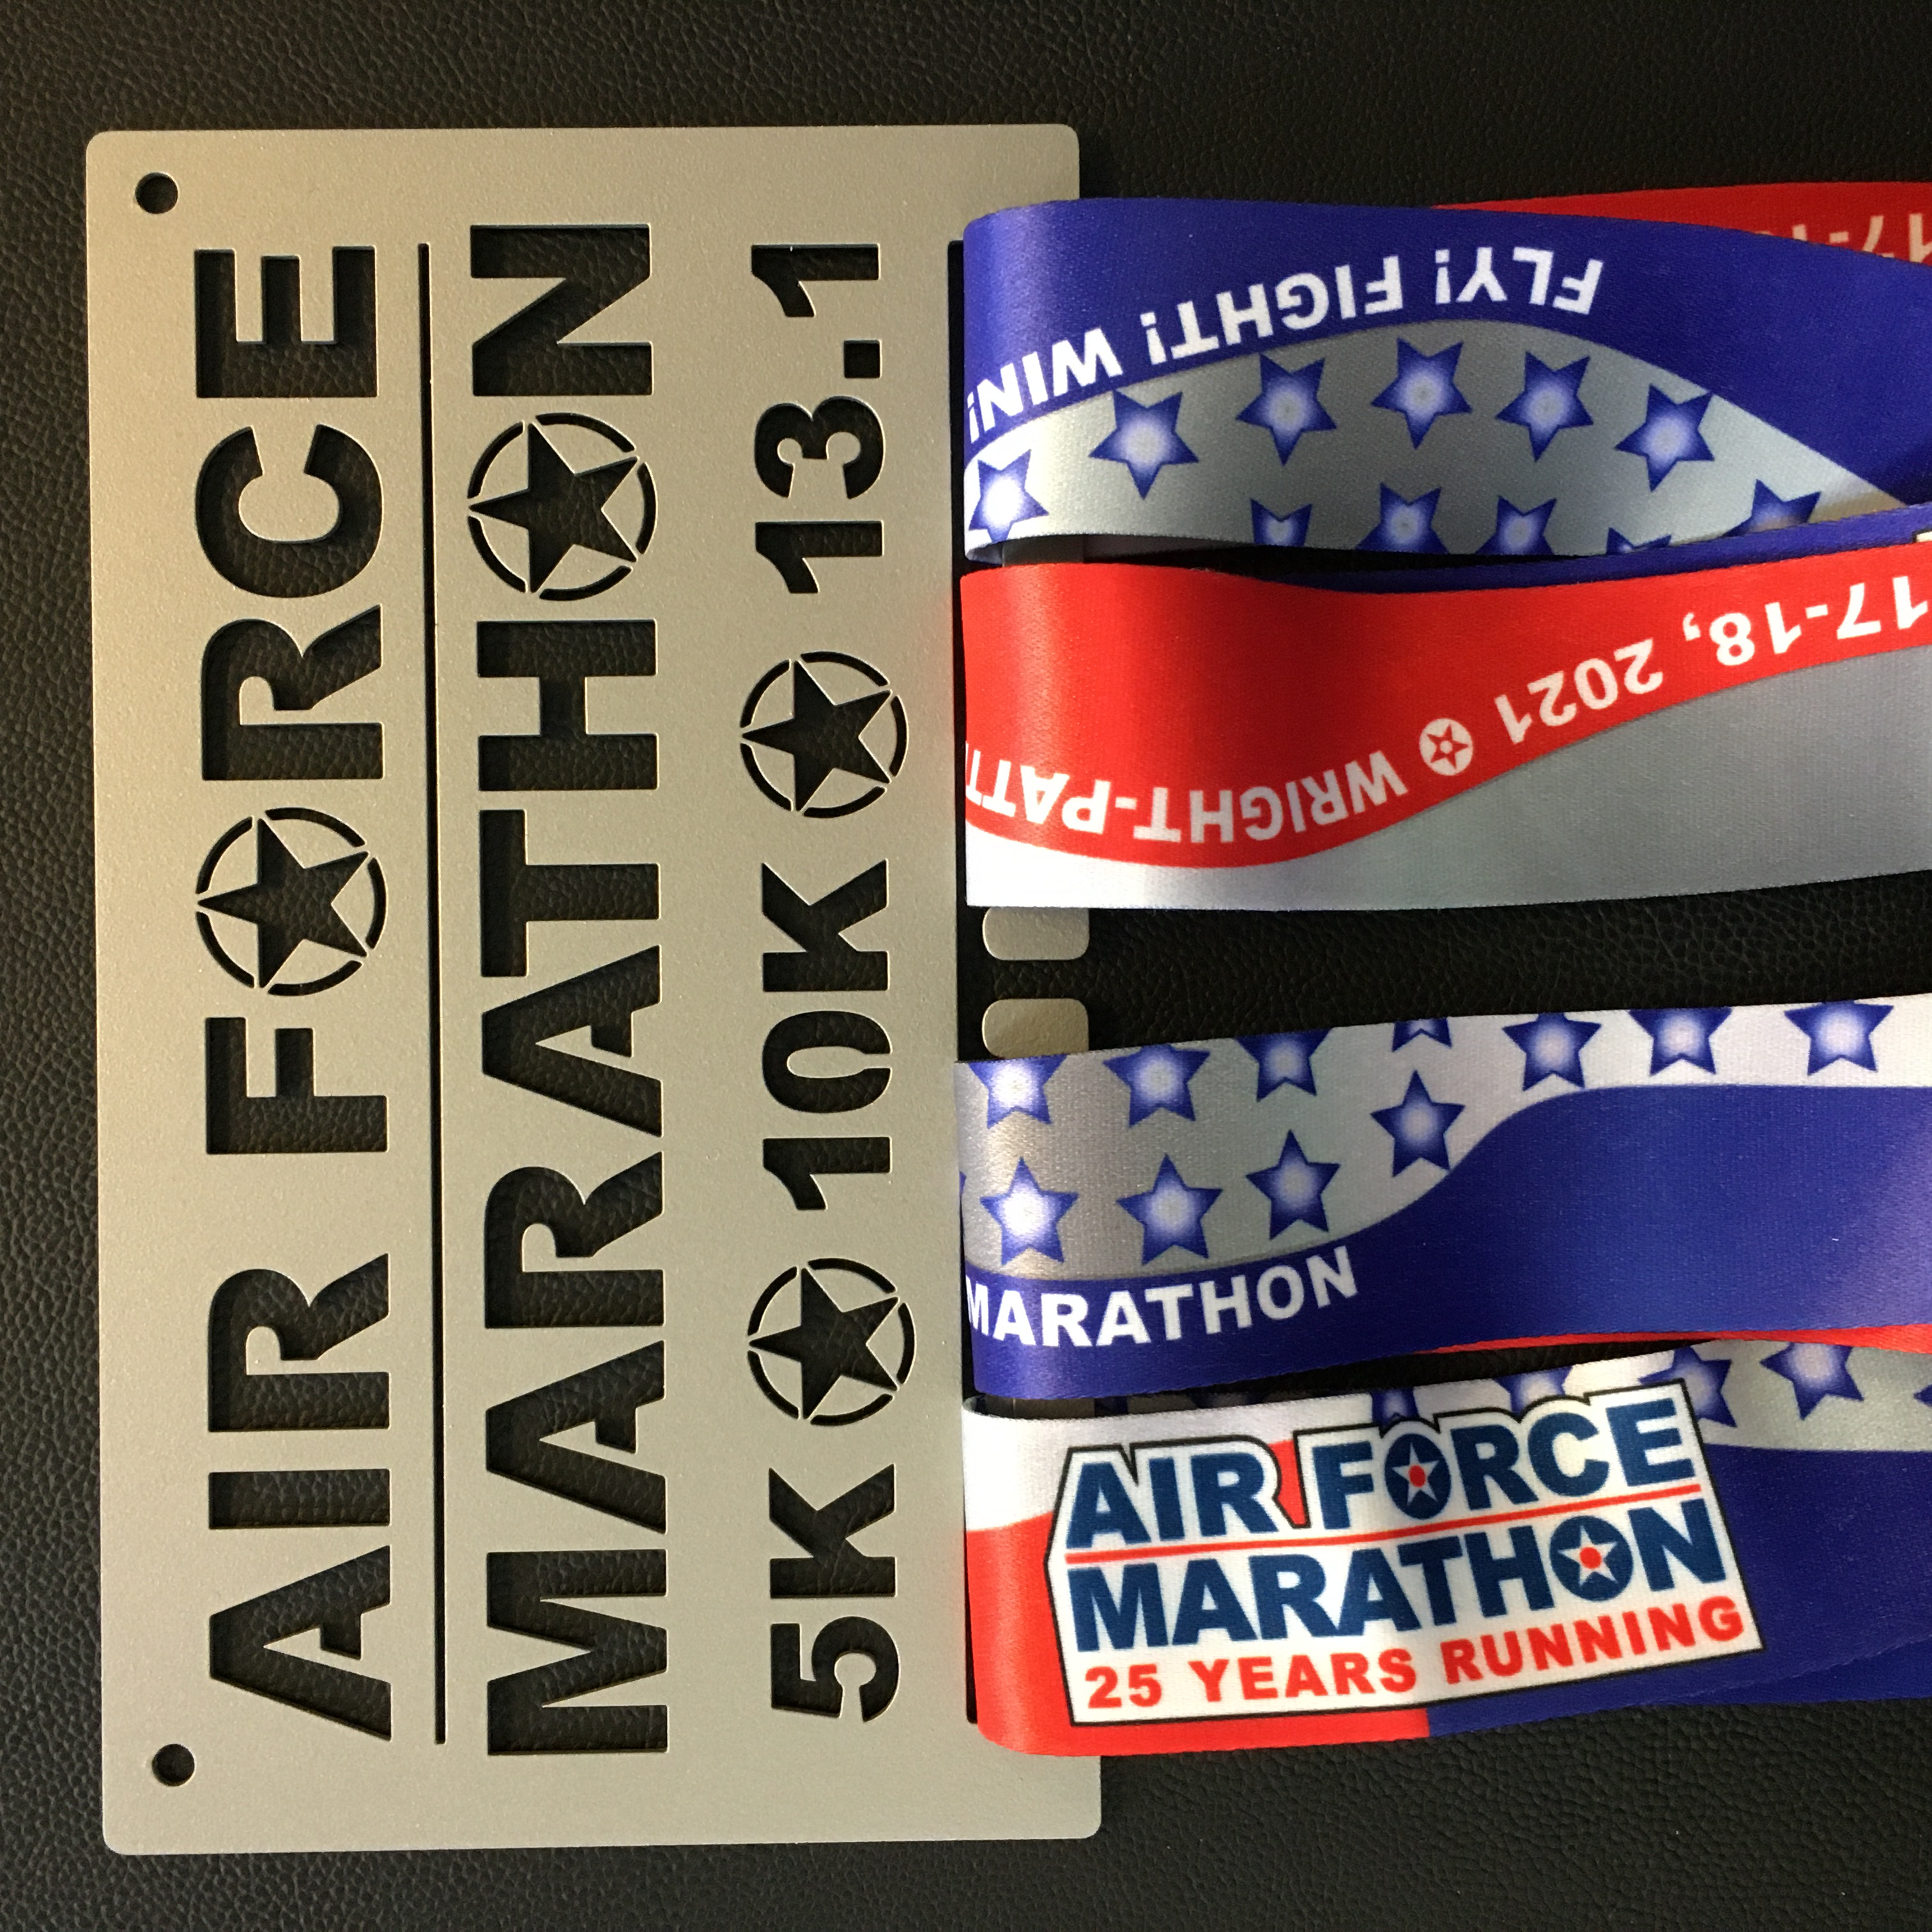 AIR FORCE
MARATHON
5K 10K 13.1
FLY! FIGHT! WIN!
17-18, 2021 WRIGHT-PATT
MARATHON
AIR FORCE
MARATHON
25 YEARS RUNNING